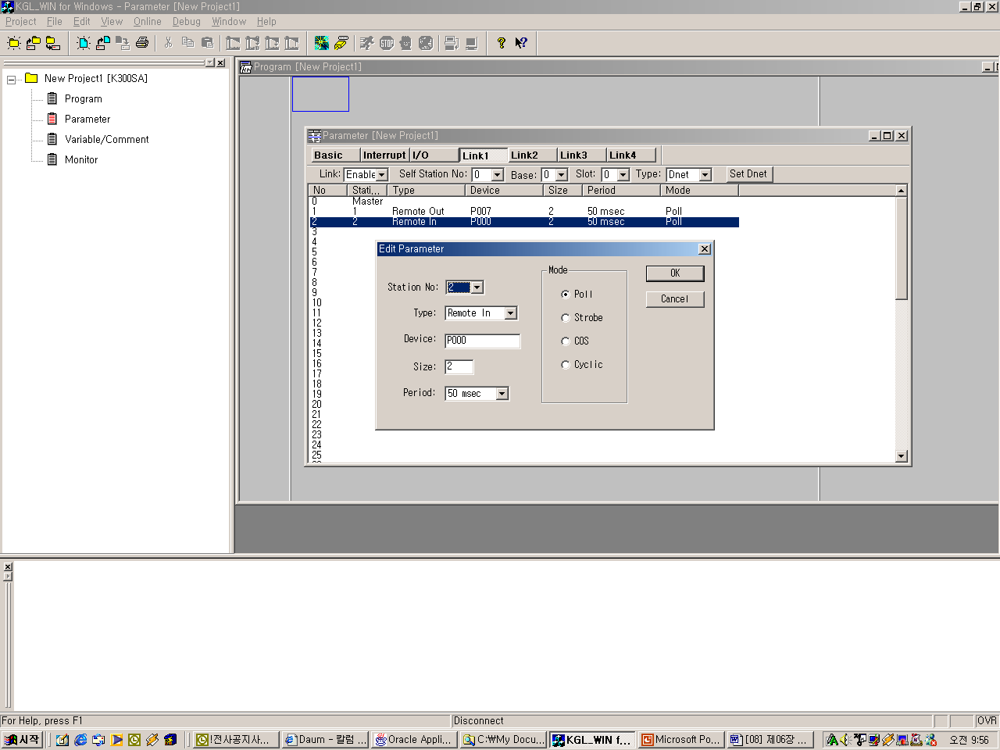 KGL_WIN for Windows - Parameter [New Project1]
Project File Edit View Online Debug Window Help
New Project1 [K300SA]
Program
Parameter
Variable/Comment
Monitor
Program [New Project1]
Parameter [New Project1]
Basic Interrupt I/O Link1 Link2 Link3 Link4
Link: Enable Self Station No: 0 Base: 0 Slot: 0 Type: Dnet Set Dnet
No Stati... Type Device Size Period Mode
0 Master
1 1 Remote Out P007 2 50 msec Poll
2 2 Remote In P000 2 50 msec Poll
3
4
5
6
7
8
9
10
11
12
13
14
15
16
17
18
19
20
21
22
23
24
25
Edit Parameter
Station No: 2
Type: Remote In
Device: P000
Size: 2
Period: 50 msec
Mode
Poll
Strobe
COS
Cyclic
OK
Cancel
For Help, press F1 Disconnect OVR
시작 !전사공지사... Daum - 칼럼 ... Oracle Appli... C:₩My Docu... KGL_WIN f... Microsoft Po... [08] 제06장 ... 오전 9:56